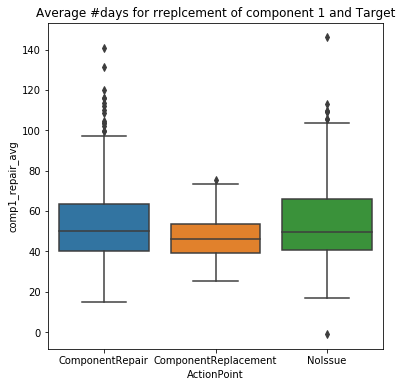 Average #days for rreplcement of component 1 and Target
comp1_repair_avg
140
120
100
80
60
40
20
0
ComponentRepair
ComponentReplacement
NoIssue
ActionPoint